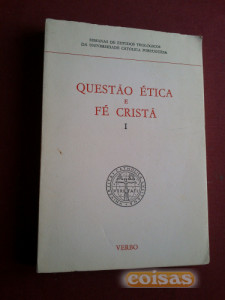 SEMANAS DE ESTUDOS TEOLÓGICOS
DA UNIVERSIDADE CATÓLICA PORTUGUESA
QUESTÃO ÉTICA
E
FÉ CRISTÃ
I
VERBO
coisas